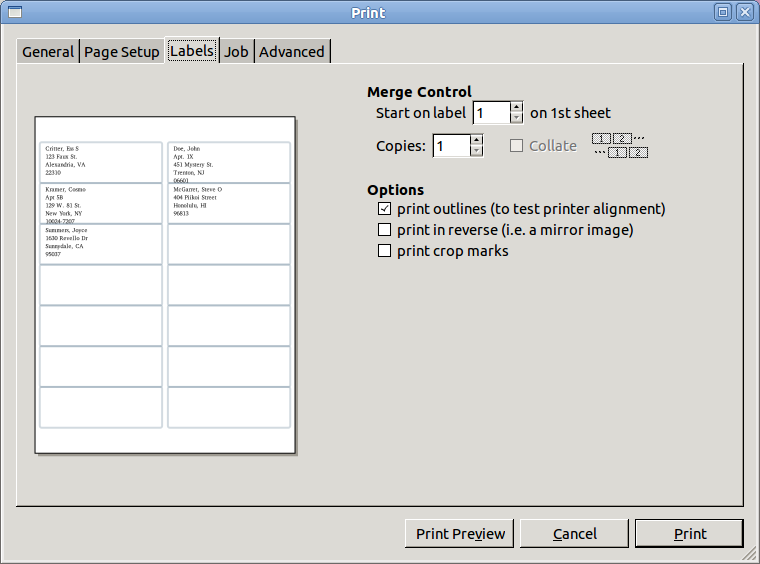 Print
General Page Setup Labels Job Advanced
Merge Control
Start on label 1 on 1st sheet
Copies: 1 Collate 1 2 ...
... 1 2
Options
print outlines (to test printer alignment)
print in reverse (i.e. a mirror image)
print crop marks
Critter, Ea S
123 Faux St.
Alexandria, VA
22310
Doe, John
Apt. 1X
451 Mystery St.
Trenton, NJ
06601
Kramer, Cosmo
Apt 5B
129 W. 81 St.
New York, NY
10024-7207
McGarret, Steve O
404 Piikoi Street
Honolulu, HI
96813
Summers, Joyce
1630 Revello Dr
Sunnydale, CA
95037
Print Preview Cancel Print